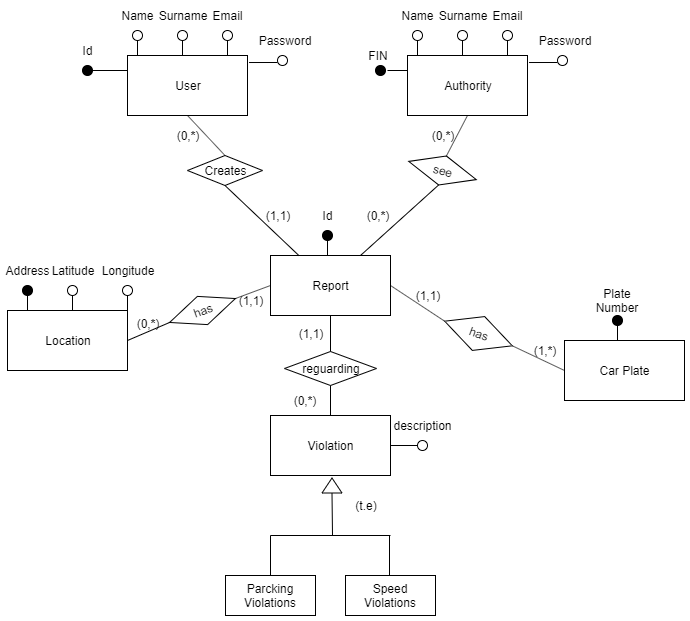 Name Surname Email
Id
Password
User
Name Surname Email
FIN
Password
Authority
(0,*)
(0,*)
Creates
see
(1,1)
Id
(0,*)
Report
Address Latitude Longitude
(1,1)
has
(0,*)
Location
(1,1)
has
(1,*)
Plate
Number
Car Plate
(1,1)
reguarding
(0,*)
description
Violation
(t.e)
Parcking
Violations
Speed
Violations